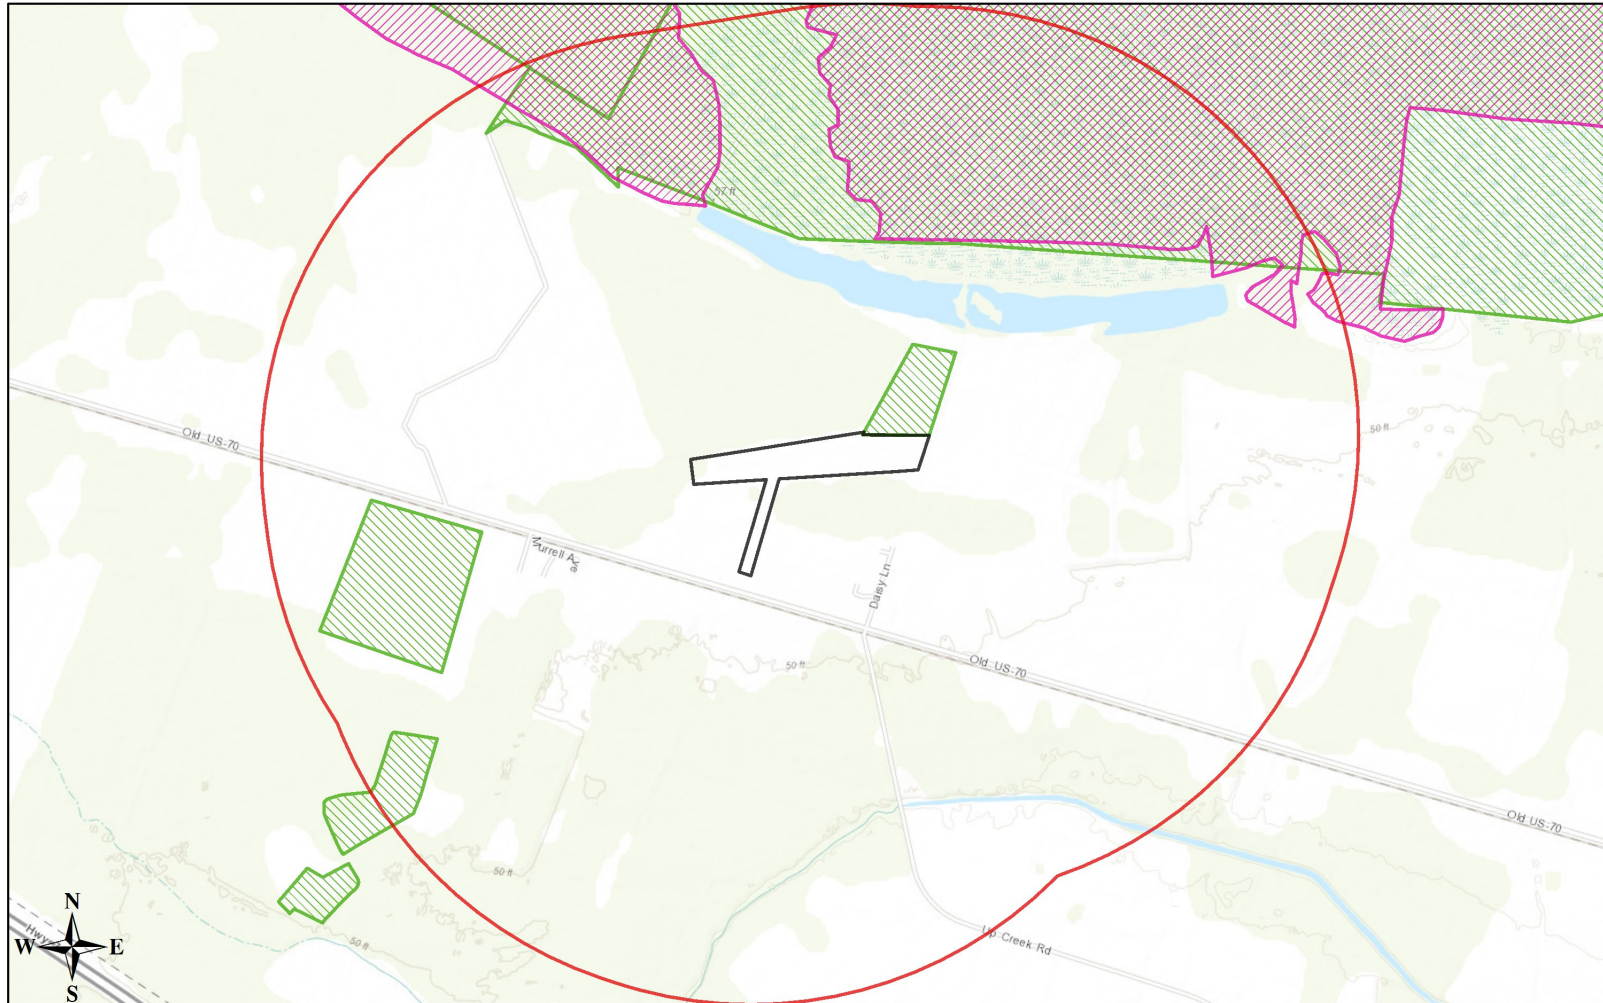 57 ft
50 ft
Old US-70
Murrell Ave
Daisy Ln
50 ft
Old US-70
Old US-70
50 ft
N
Hwy
W
E
50 ft
Up Creek Rd
S